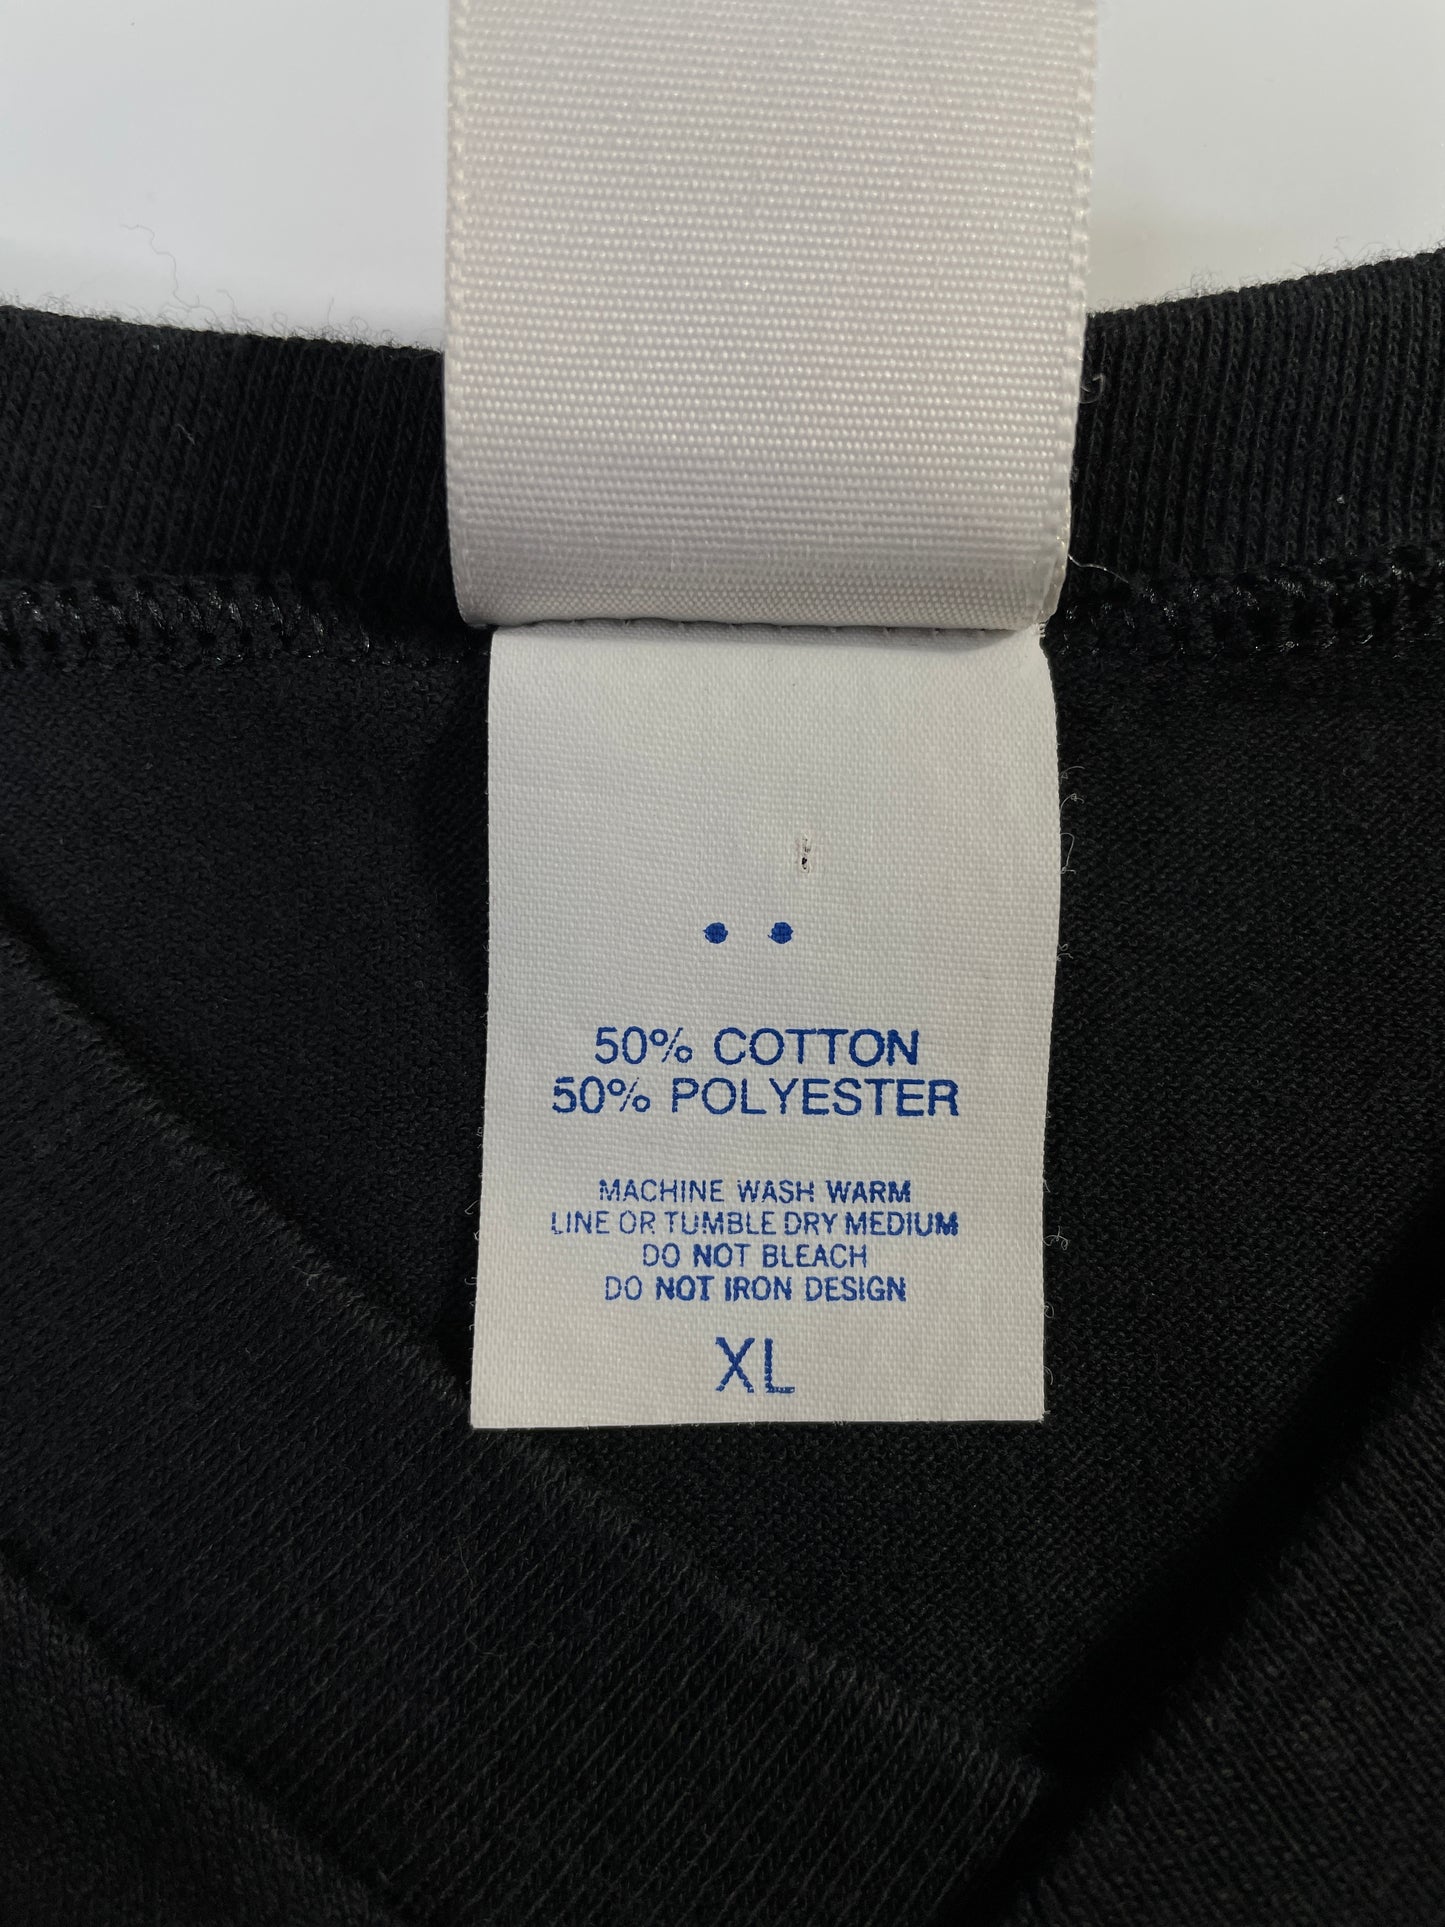 50% COTTON
50% POLYESTER
MACHINE WASH WARM
LINE OR TUMBLE DRY MEDIUM
DO NOT BLEACH
DO NOT IRON DESIGN
XL